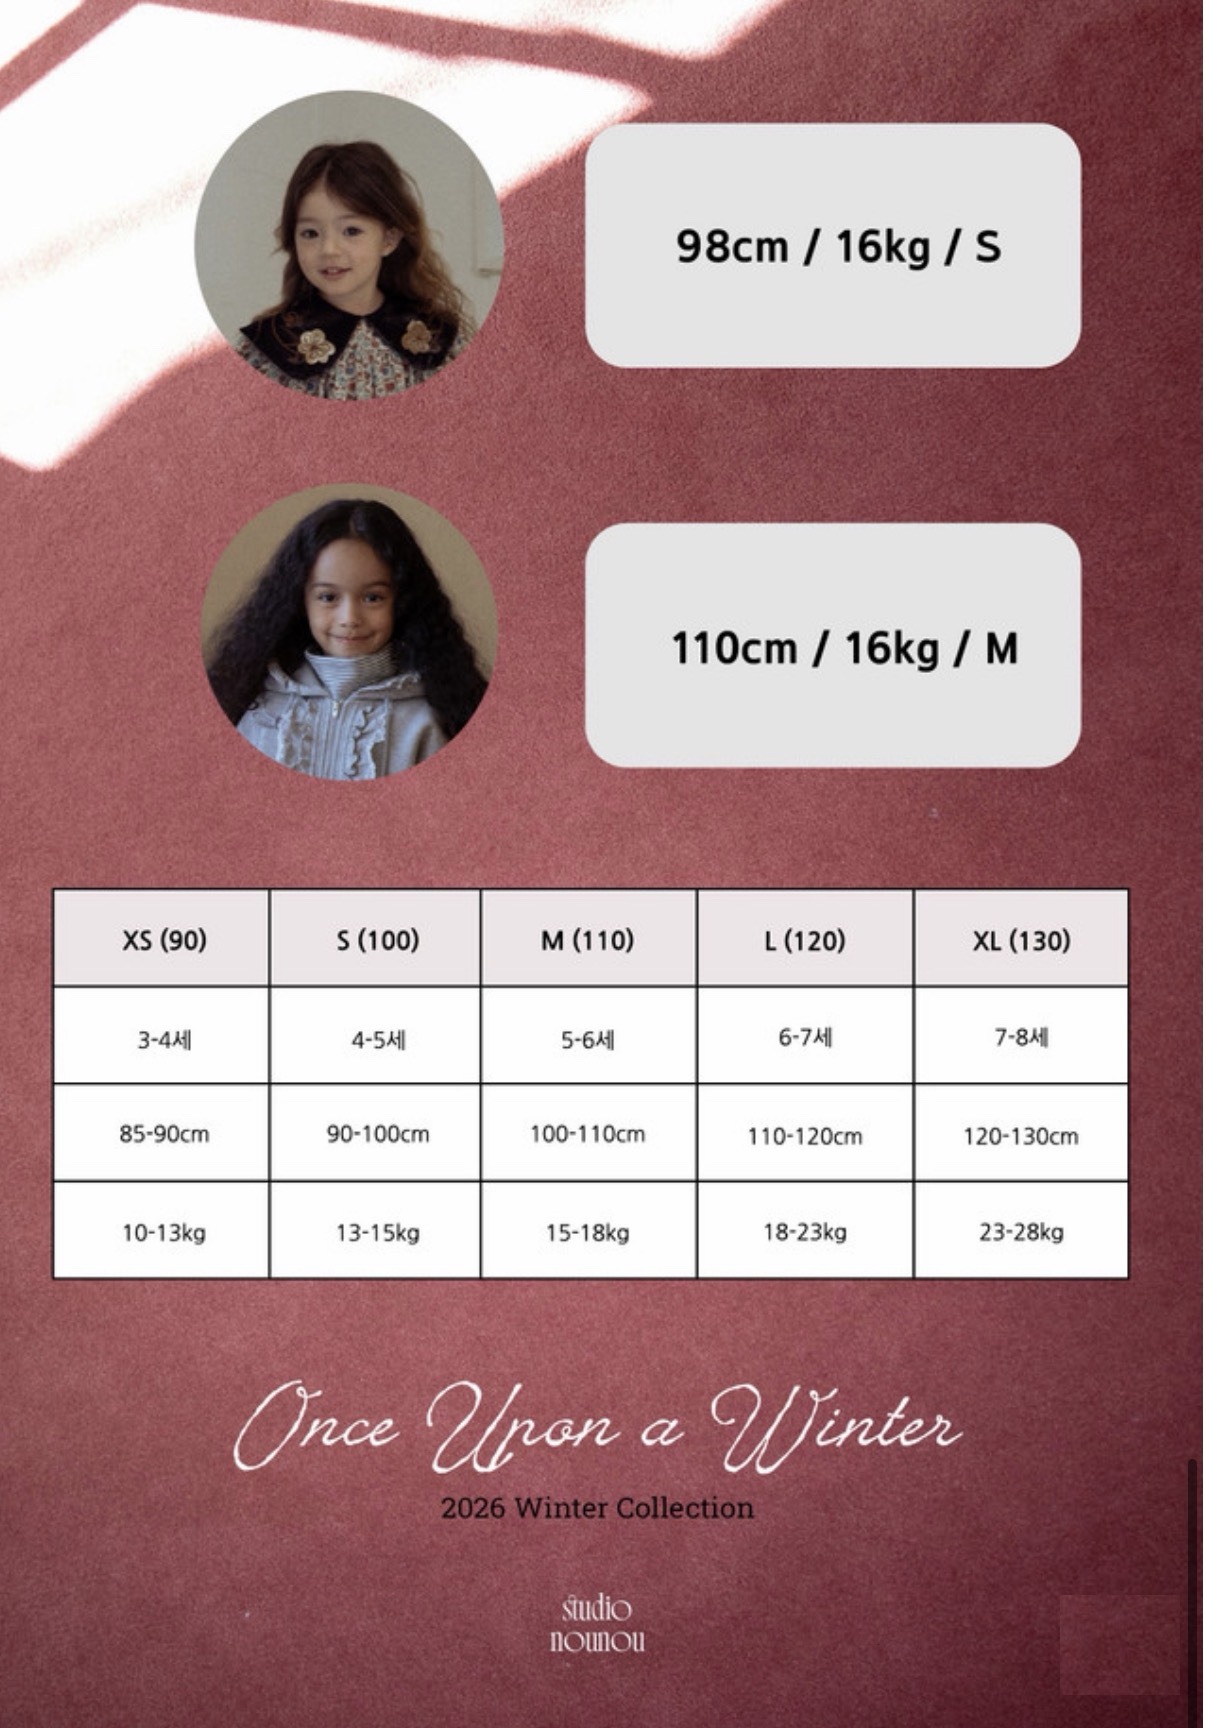 98cm / 16kg / S
110cm / 16kg / M
XS (90) S (100) M (110) L (120) XL (130)
3-4세 4-5세 5-6세 6-7세 7-8세
85-90cm 90-100cm 100-110cm 110-120cm 120-130cm
10-13kg 13-15kg 15-18kg 18-23kg 23-28kg
Once Upon a Winter
2026 Winter Collection
studio
nounou